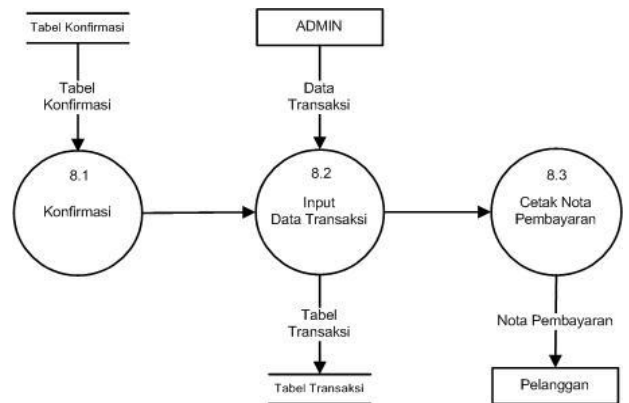 Tabel Konfirmasi
ADMIN
Tabel
Konfirmasi
Data
Transaksi
8.1
Konfirmasi
8.2
Input
Data Transaksi
8.3
Cetak Nota
Pembayaran
Tabel
Transaksi
Nota Pembayaran
Tabel Transaksi
Pelanggan